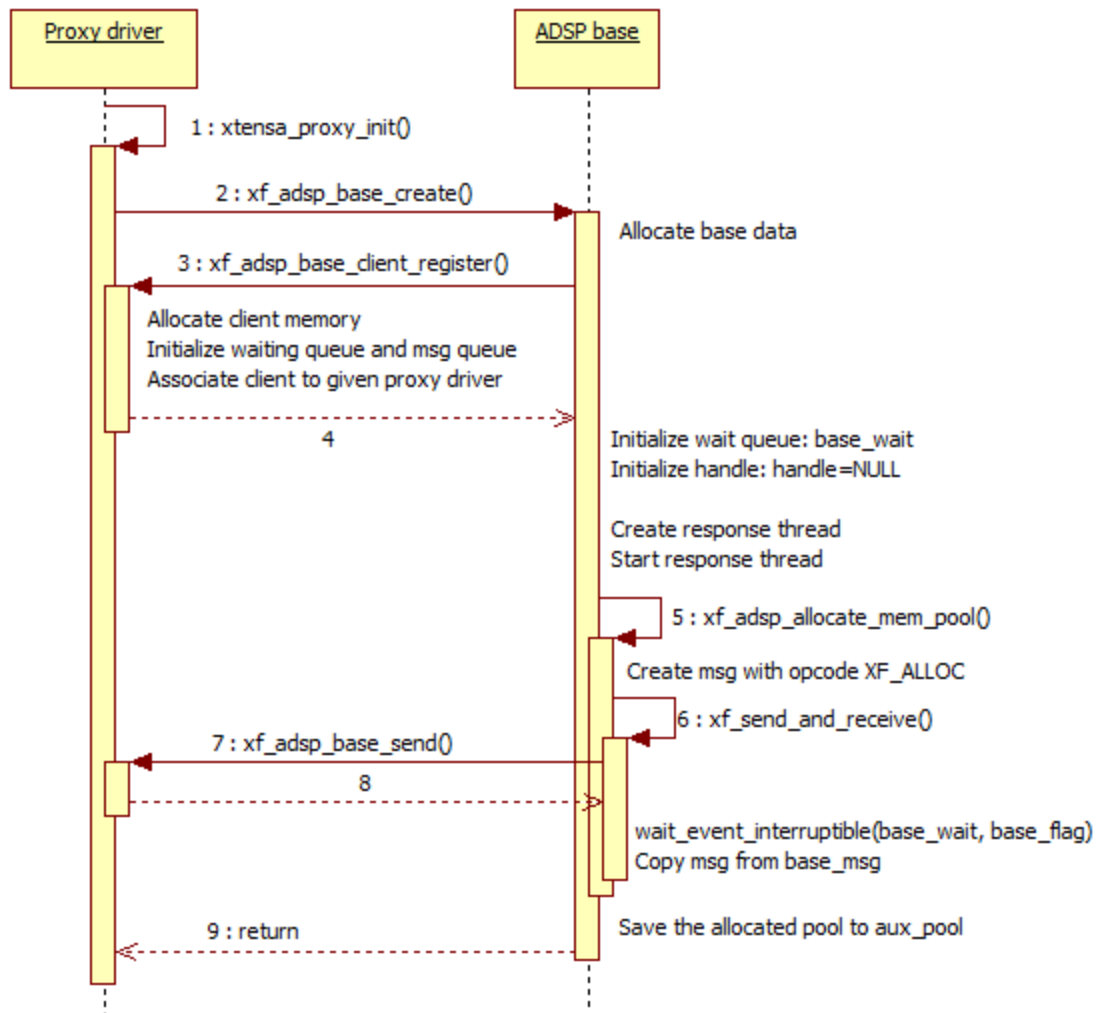 Proxy driver
ADSP base
1 : xtensa_proxy_init()
2 : xf_adsp_base_create()
Allocate base data
3 : xf_adsp_base_client_register()
Allocate client memory
Initialize waiting queue and msg queue
Associate client to given proxy driver
4
Initialize wait queue: base_wait
Initialize handle: handle=NULL
Create response thread
Start response thread
5 : xf_adsp_allocate_mem_pool()
Create msg with opcode XF_ALLOC
6 : xf_send_and_receive()
7 : xf_adsp_base_send()
8
wait_event_interruptible(base_wait, base_flag)
Copy msg from base_msg
Save the allocated pool to aux_pool
9 : return